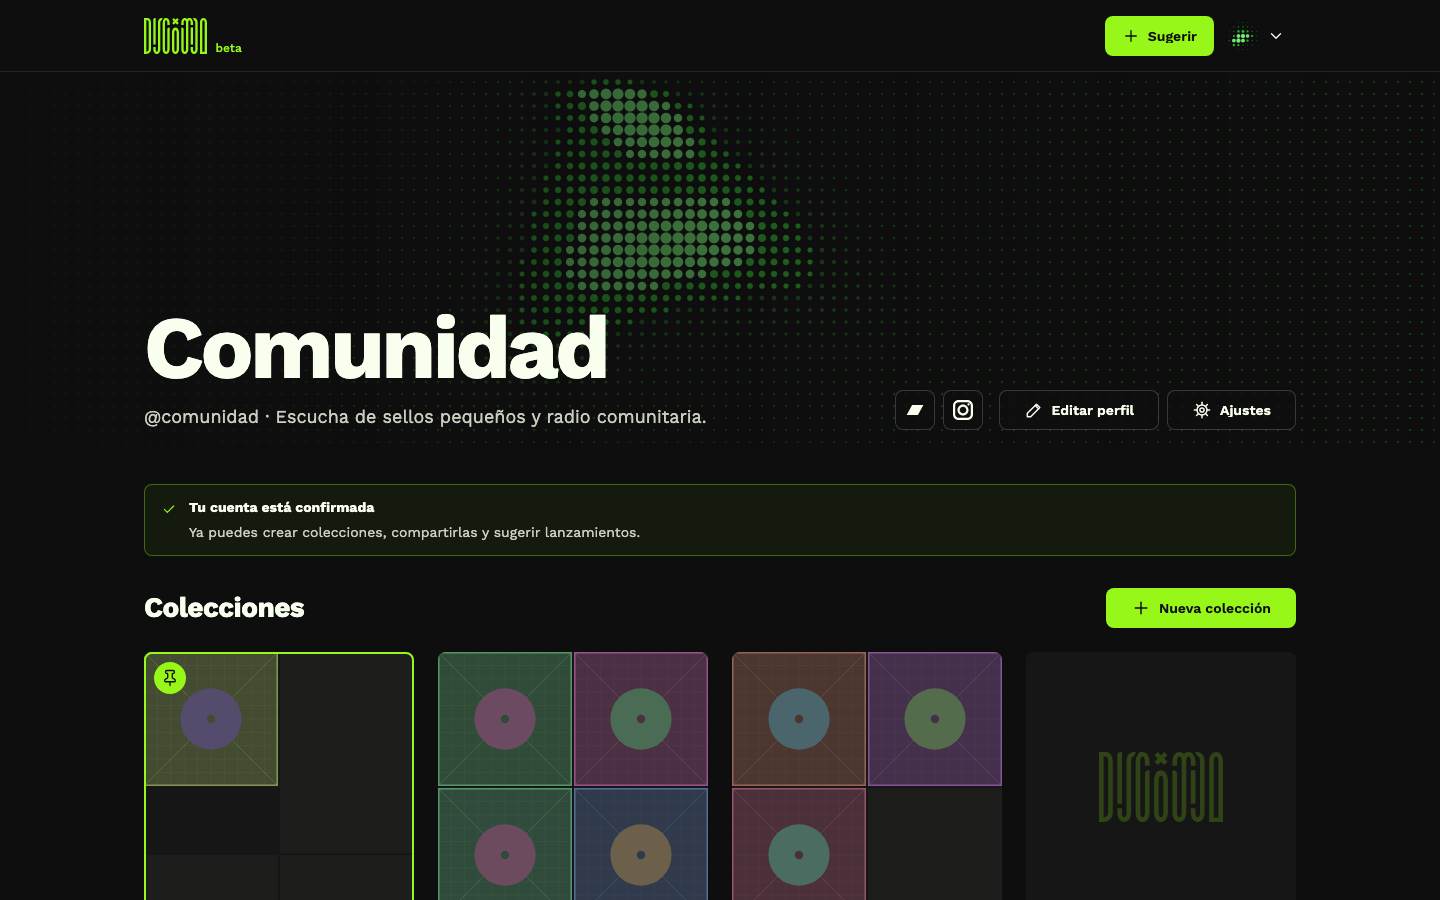 beta
Sugerir
Comunidad
@comunidad · Escucha de sellos pequeños y radio comunitaria.
Editar perfil
Ajustes
Tu cuenta está confirmada
Ya puedes crear colecciones, compartirlas y sugerir lanzamientos.
Colecciones
Nueva colección